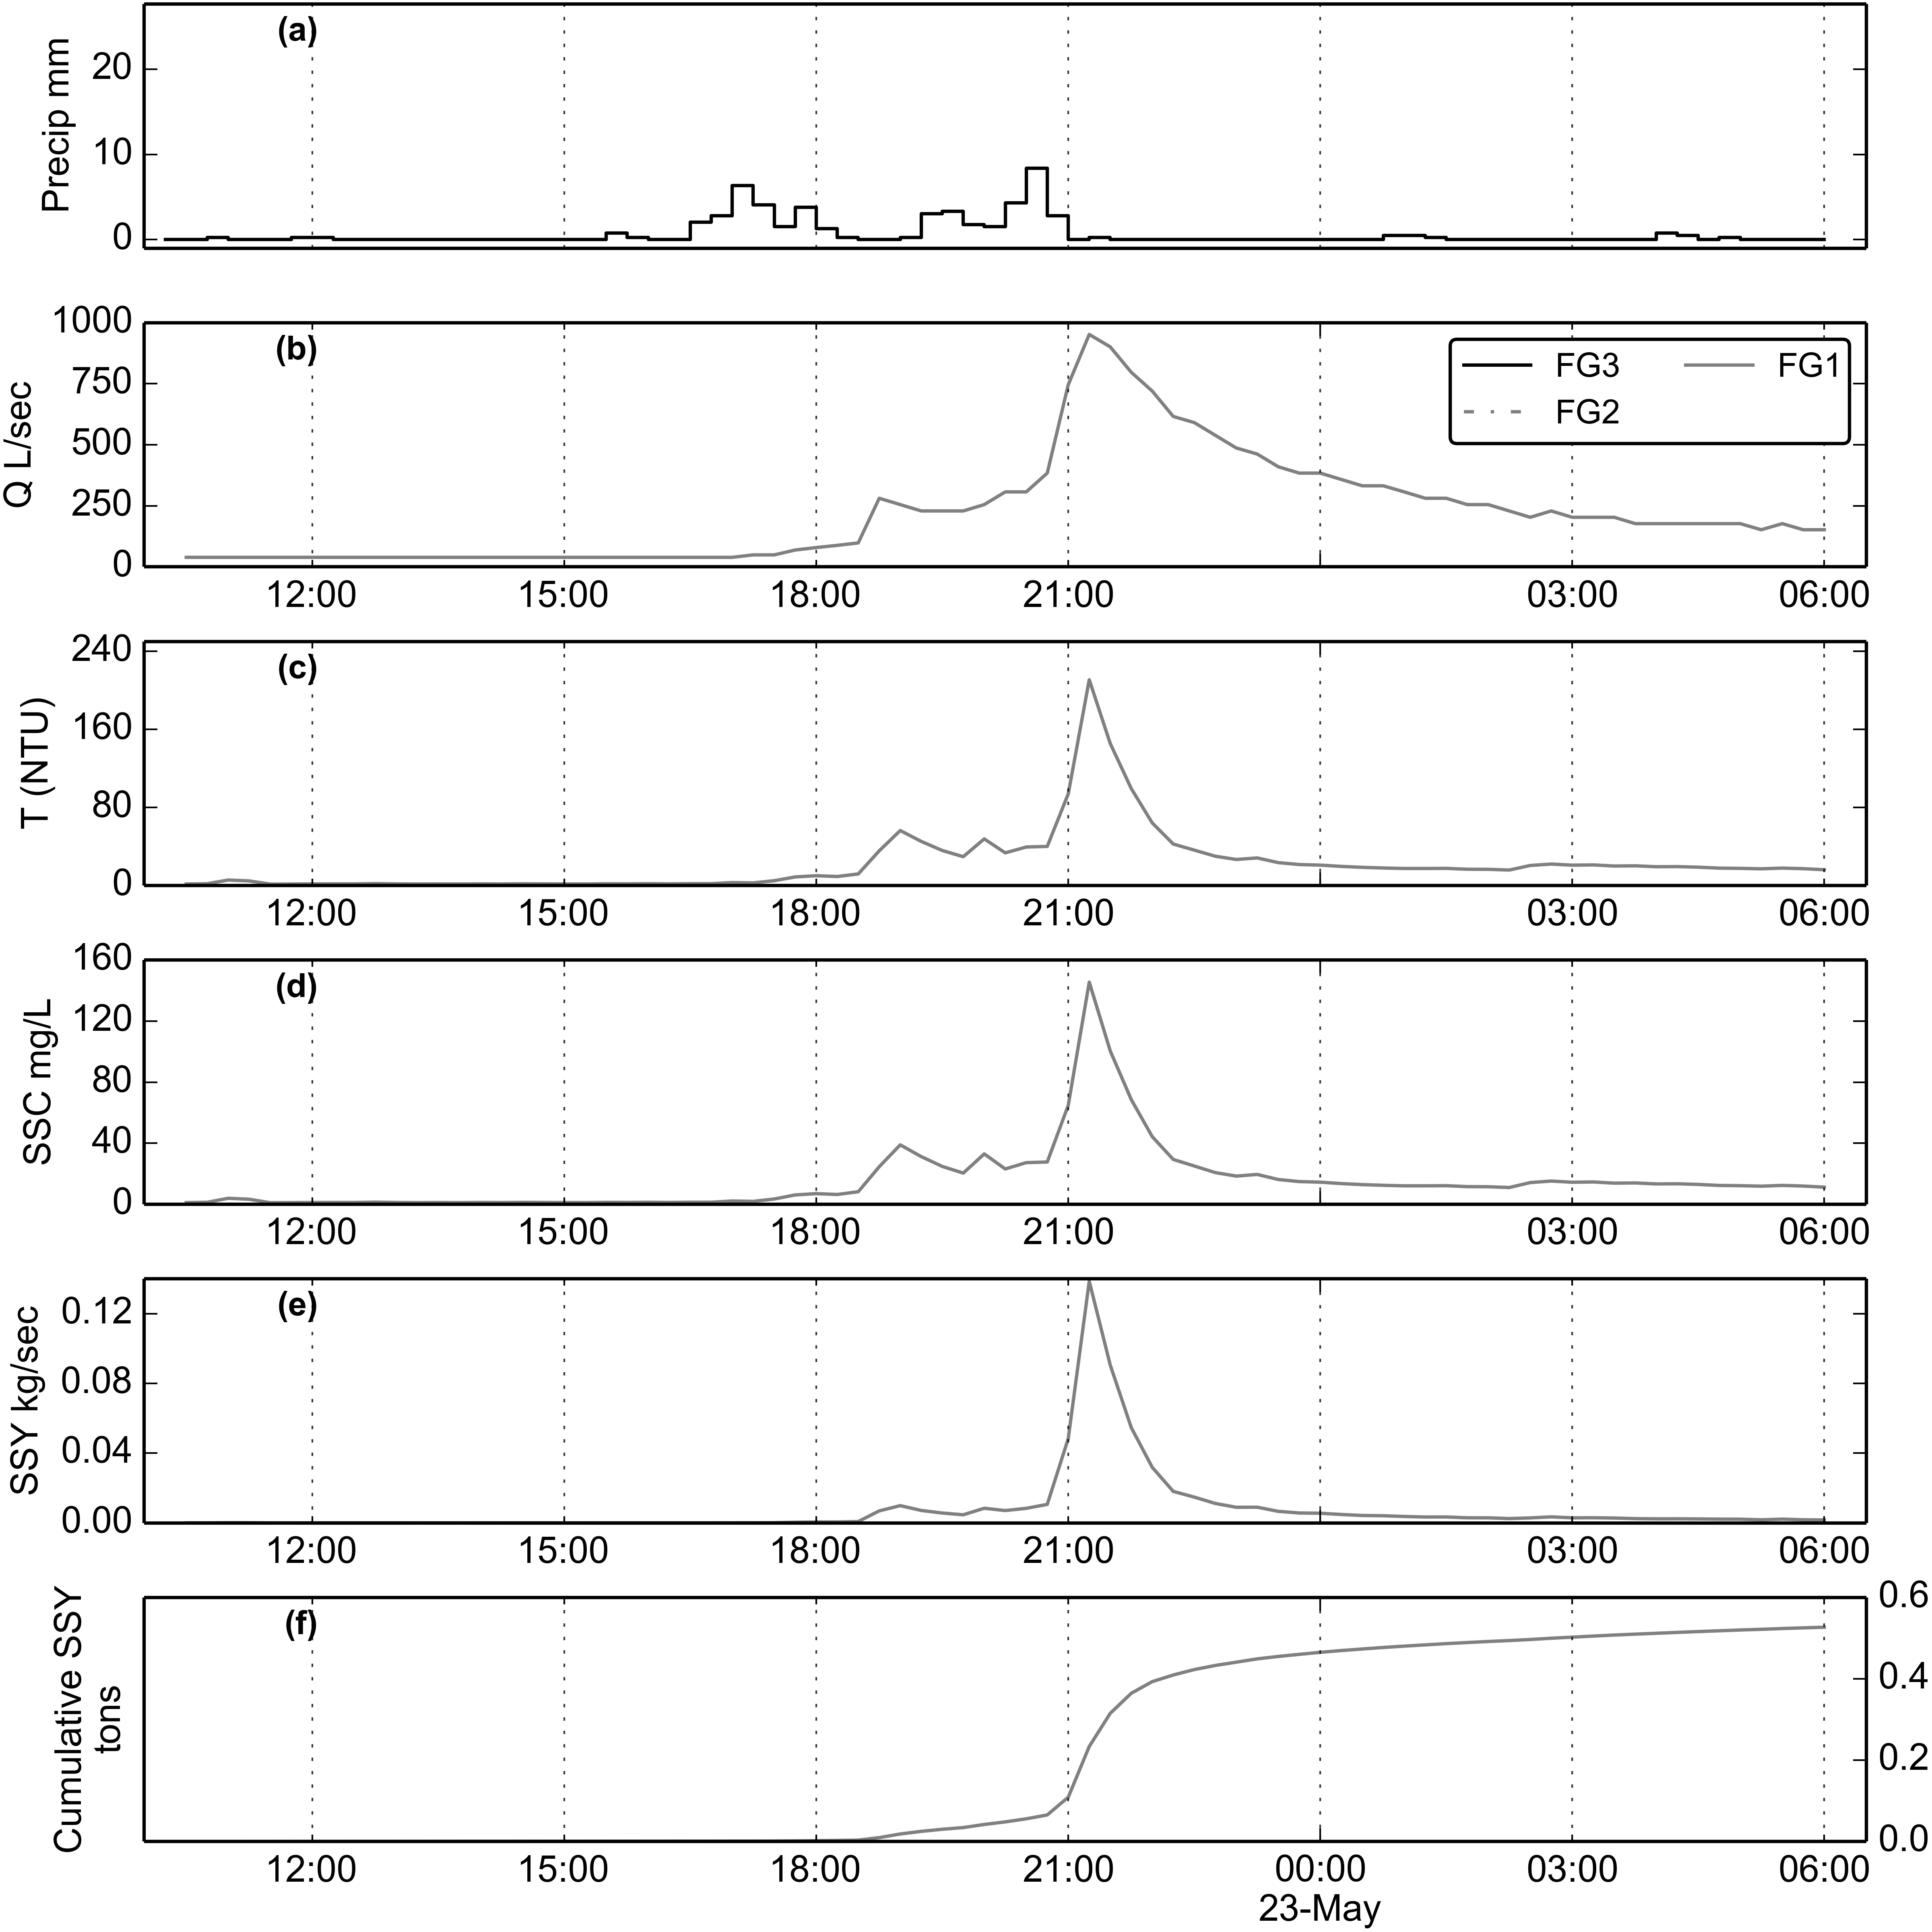 (a)
Precip mm
20
10
0
(b)
Q L/sec
1000
750
500
250
0
FG3 FG1
FG2
12:00 15:00 18:00 21:00 03:00 06:00
(c)
T (NTU)
240
160
80
0
12:00 15:00 18:00 21:00 03:00 06:00
(d)
SSC mg/L
160
120
80
40
0
12:00 15:00 18:00 21:00 03:00 06:00
(e)
SSY kg/sec
0.12
0.08
0.04
0.00
12:00 15:00 18:00 21:00 03:00 06:00
(f)
Cumulative SSY
tons
0.6
0.4
0.2
0.0
12:00 15:00 18:00 21:00 00:00 03:00 06:00
23-May